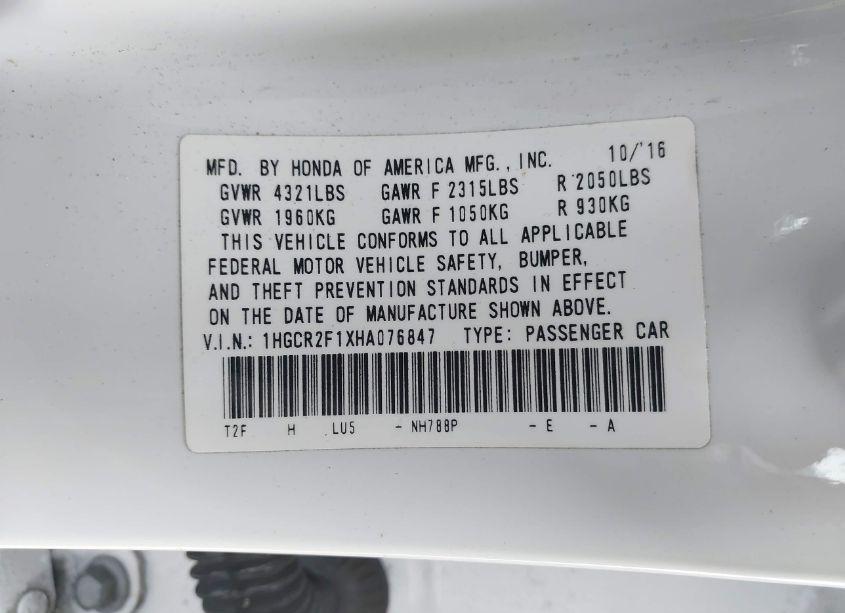 MFD. BY HONDA OF AMERICA MFG., INC. 10/'16
GVWR 4321LBS GAWR F 2315LBS R 2050LBS
GVWR 1960KG GAWR F 1050KG R 930KG
THIS VEHICLE CONFORMS TO ALL APPLICABLE
FEDERAL MOTOR VEHICLE SAFETY, BUMPER,
AND THEFT PREVENTION STANDARDS IN EFFECT
ON THE DATE OF MANUFACTURE SHOWN ABOVE.
V.I.N.: 1HGCR2F1XHA076847 TYPE: PASSENGER CAR
T2F H LU5 - NH788P - E - A